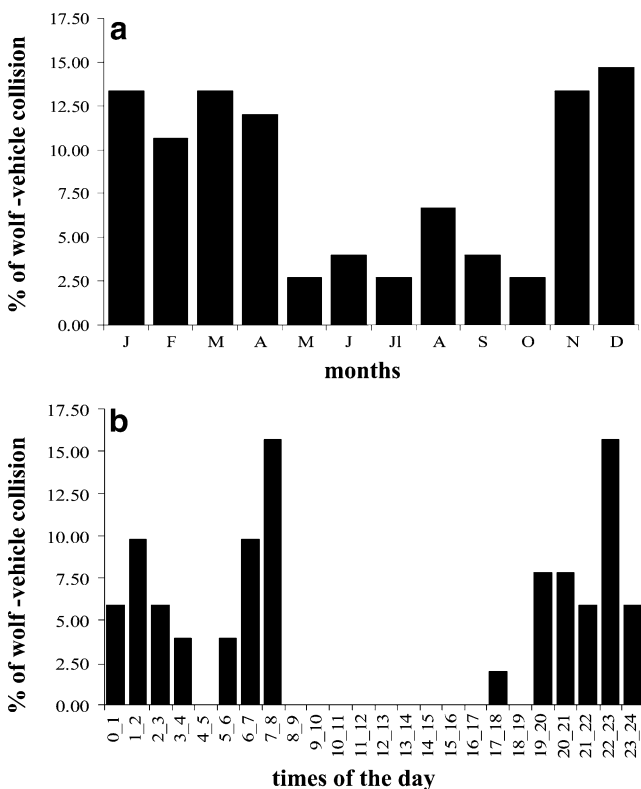 a
% of wolf -vehicle collision
17.50
15.00
12.50
10.00
7.50
5.00
2.50
0.00
J F M A M J Jl A S O N D
months
b
% of wolf -vehicle collision
17.50
15.00
12.50
10.00
7.50
5.00
2.50
0.00
0_1 1_2 2_3 3_4 4_5 5_6 6_7 7_8 8_9 9_10 10_11 11_12 12_13 13_14 14_15 15_16 16_17 17_18 18_19 19_20 20_21 21_22 22_23 23_24
times of the day